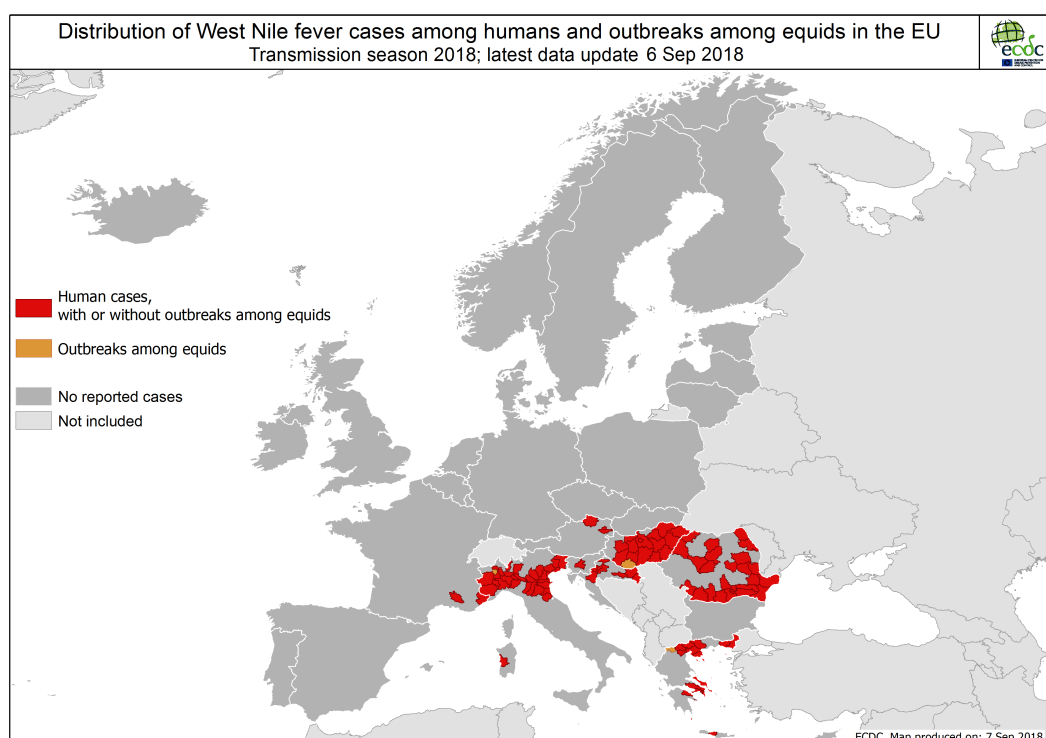 Distribution of West Nile fever cases among humans and outbreaks among equids in the EU
Transmission season 2018; latest data update 6 Sep 2018
ecdc
Human cases,
with or without outbreaks among equids
Outbreaks among equids
No reported cases
Not included
ECDC. Map produced on: 7 Sep 2018